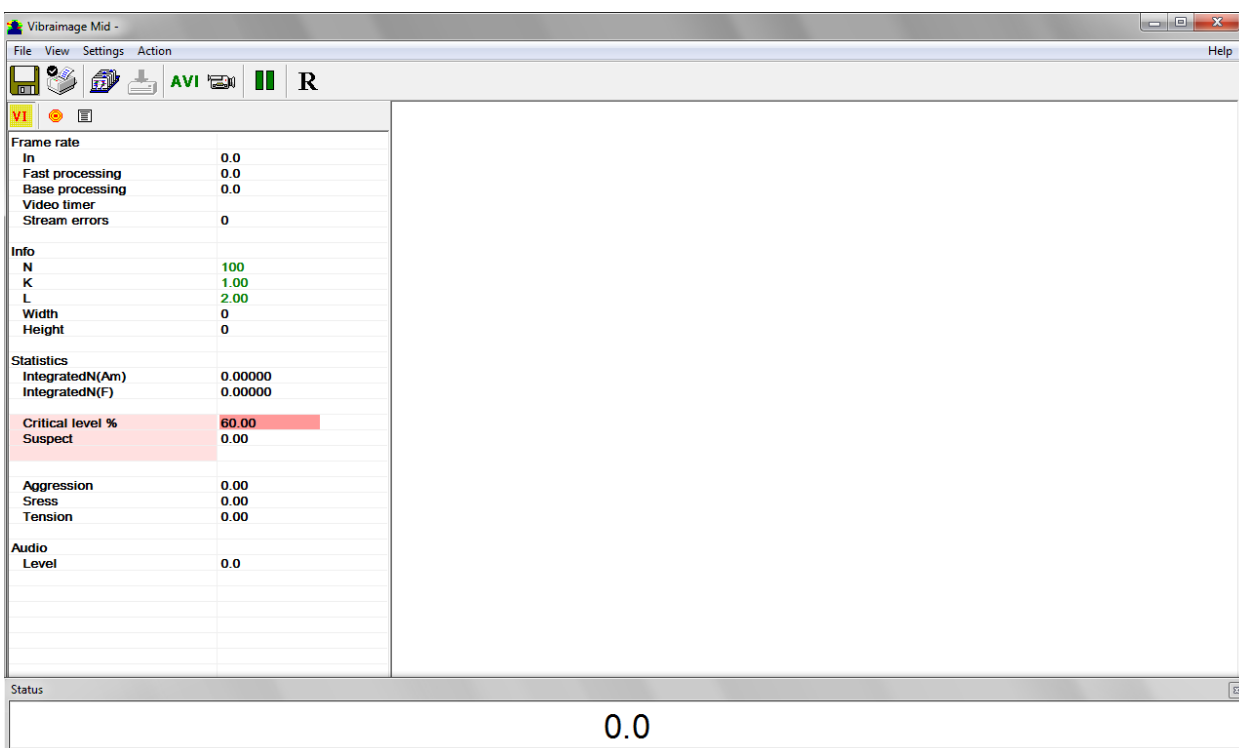 Vibraimage Mid -
File View Settings Action Help
AVI R
VI
Frame rate
In 0.0
Fast processing 0.0
Base processing 0.0
Video timer
Stream errors 0
Info
N 100
K 1.00
L 2.00
Width 0
Height 0
Statistics
IntegratedN(Am) 0.00000
IntegratedN(F) 0.00000
Critical level % 60.00
Suspect 0.00
Aggression 0.00
Sress 0.00
Tension 0.00
Audio
Level 0.0
Status
0.0